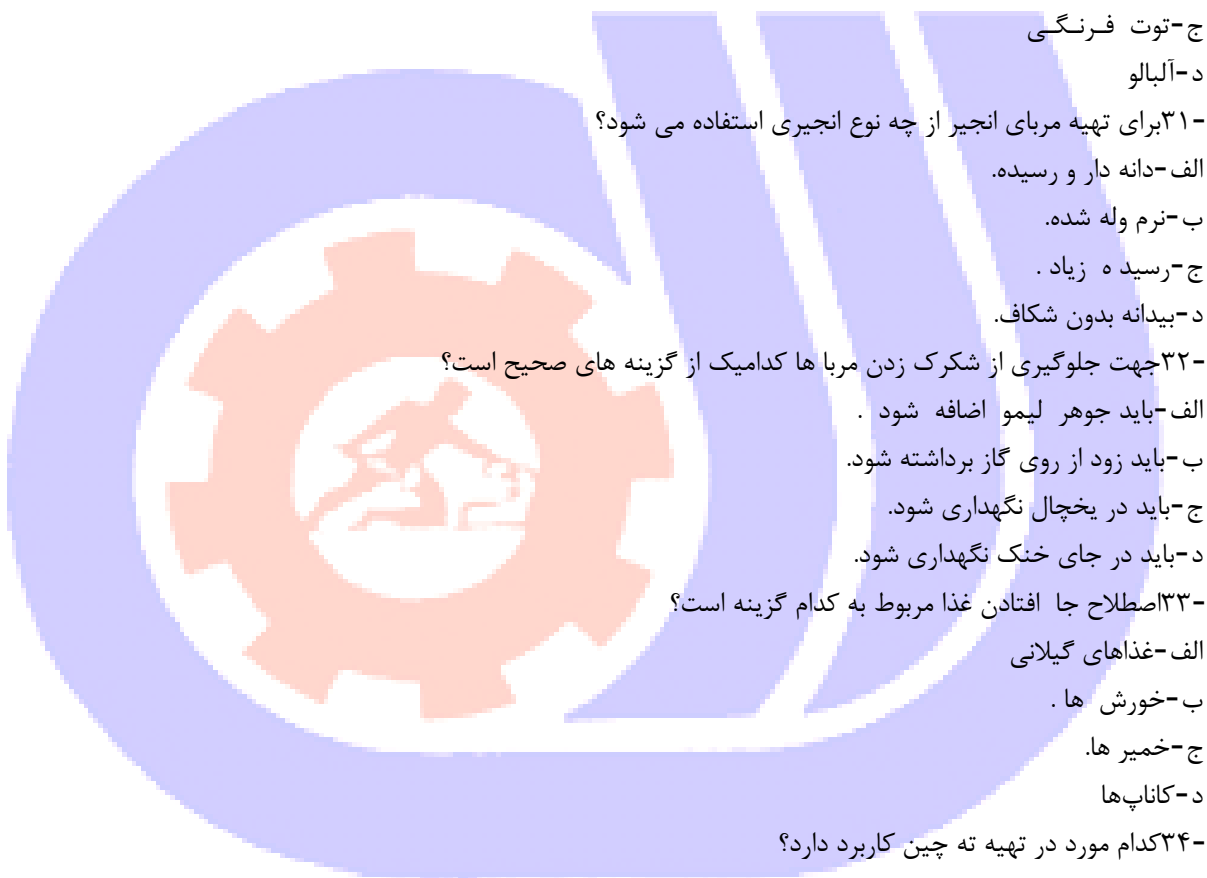 ج-توت فـرنـگـی
د-آلبالو
۳۱-برای تهیه مربای انجیر از چه نوع انجیری استفاده می شود؟
الف-دانه دار و رسیده.
ب-نرم وله شده.
ج-رسید ه زیاد .
د-بیدانه بدون شکاف.
۳۲-جهت جلوگیری از شکرک زدن مربا ها کدامیک از گزینه های صحیح است؟
الف-باید جوهر لیمو اضافه شود .
ب-باید زود از روی گاز برداشته شود.
ج-باید در یخچال نگهداری شود.
د-باید در جای خنک نگهداری شود.
۳۳-اصطلاح جا افتادن غذا مربوط به کدام گزینه است؟
الف-غذاهای گیلانی
ب-خورش ها .
ج-خمیر ها.
د-کاناپ‌ها
۳۴-کدام مورد در تهیه ته چین کاربرد دارد؟